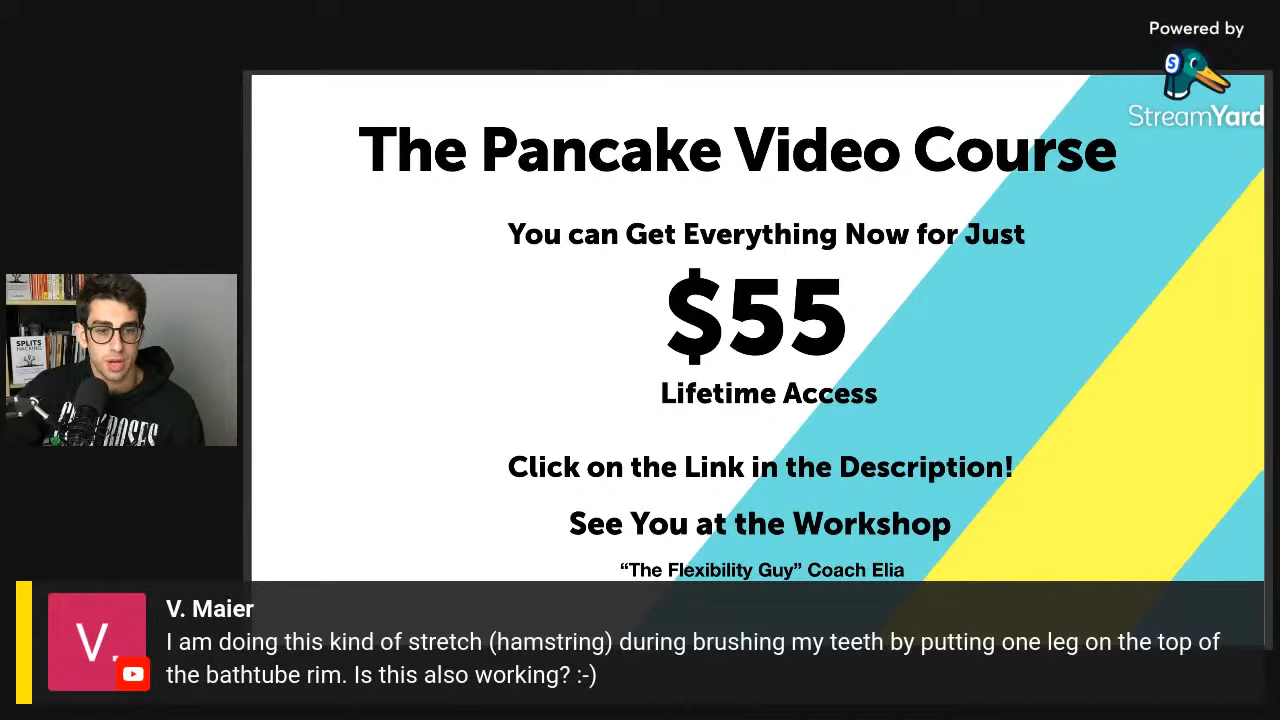 Powered by
S
StreamYard
The Pancake Video Course
You can Get Everything Now for Just
$55
Lifetime Access
Click on the Link in the Description!
See You at the Workshop
“The Flexibility Guy” Coach Elia
SPLITS
HACKING
V.
V. Maier
I am doing this kind of stretch (hamstring) during brushing my teeth by putting one leg on the top of
the bathtube rim. Is this also working? :-)